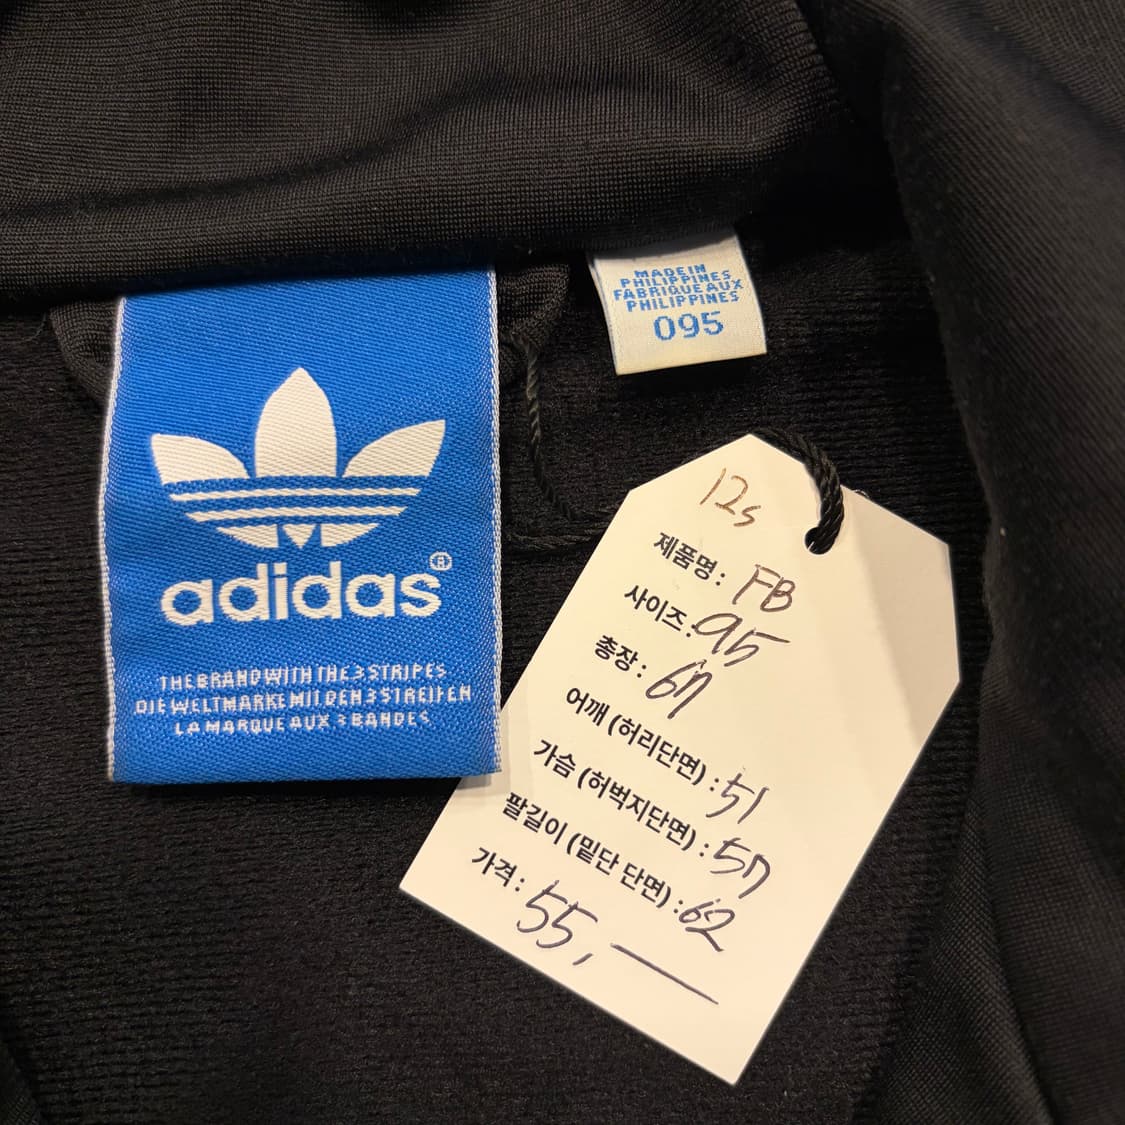 adidas®
THE BRAND WITH THE 3 STRIPES
DIE WELTMARKE MIT DEN 3 STREIFEN
LA MARQUE AUX 3 BANDES
MADE IN
PHILIPPINES
FABRIQUE AUX
PHILIPPINES
095
12s
제품명 : FB
사이즈 : 95
총장 : 67
어깨 (허리단면) : 51
가슴 (허벅지단면) : 57
팔길이 (밑단 단면) : 62
가격 : 55,—